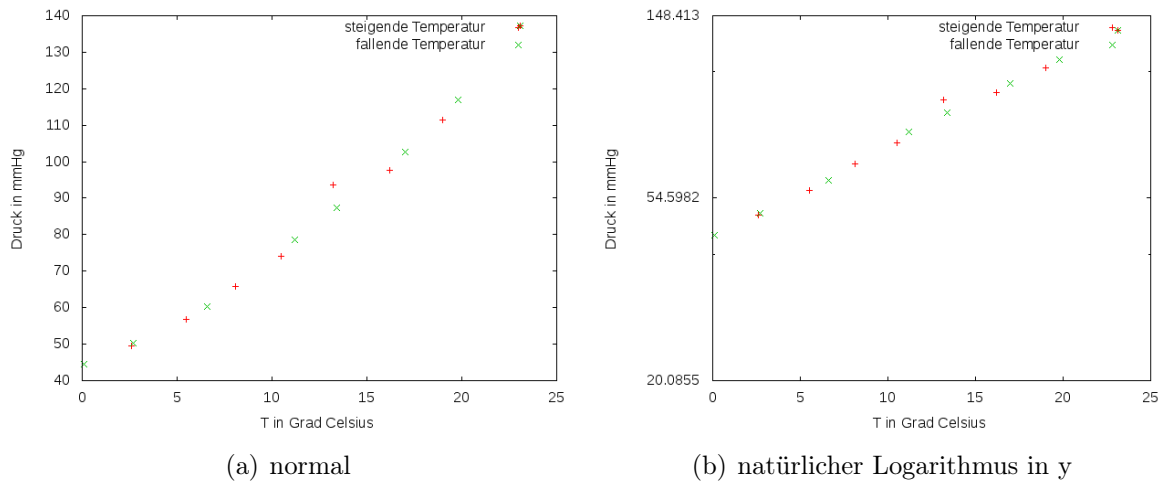 140
130
120
110
100
90
80
70
60
50
40
0 5 10 15 20 25
Druck in mmHg
T in Grad Celsius
steigende Temperatur
fallende Temperatur
(a) normal
148.413
54.5982
20.0855
0 5 10 15 20 25
Druck in mmHg
T in Grad Celsius
steigende Temperatur
fallende Temperatur
(b) natürlicher Logarithmus in y